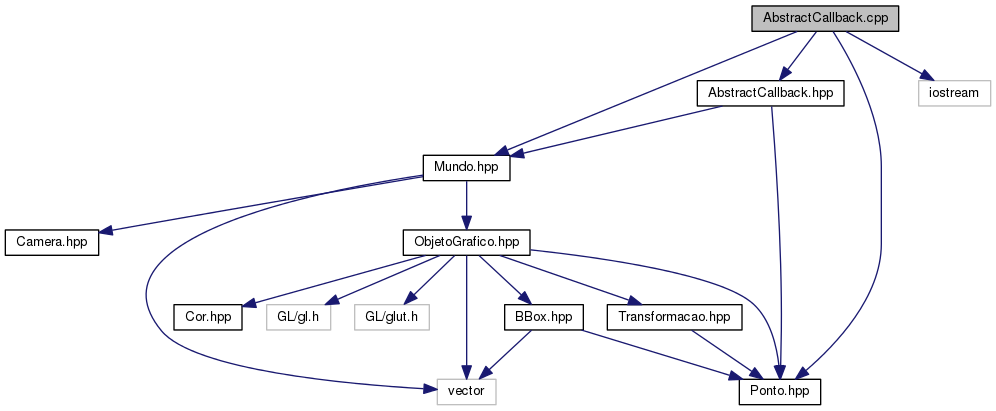 AbstractCallback.cpp
AbstractCallback.hpp
iostream
Mundo.hpp
Camera.hpp
ObjetoGrafico.hpp
Cor.hpp
GL/gl.h
GL/glut.h
BBox.hpp
Transformacao.hpp
vector
Ponto.hpp